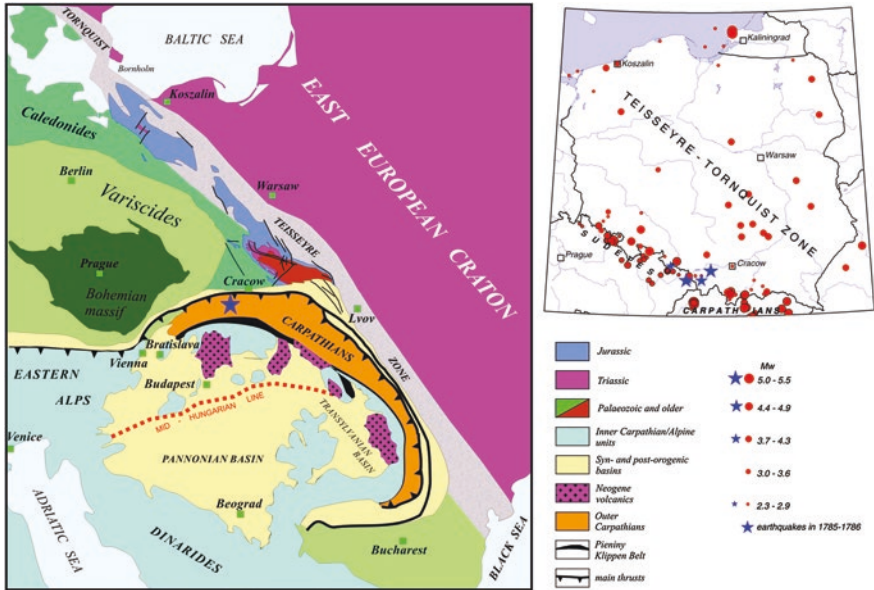 TORNQUIST
BALTIC SEA
Bornholm
Koszalin
EAST EUROPEAN CRATON
Caledonides
Berlin
Variscides
Warsaw
TEISSEYRE
Prague
Bohemian
massif
Cracow
Lvov
CARPATHIANS
ZONE
Bratislava
Vienna
EASTERN
ALPS
Budapest
MID - HUNGARIAN LINE
TRANSYLVANIAN
BASIN
Venice
PANNONIAN BASIN
ADRIATIC SEA
Beograd
DINARIDES
Bucharest
BLACK SEA
Kaliningrad
Koszalin
TEISSEYRE-TORNQUIST ZONE
Warsaw
Prague
SUDETES
Cracow
CARPATHIANS
Jurassic
Triassic
Palaeozoic and older
Inner Carpathian/Alpine
units
Syn- and post-orogenic
basins
Neogene
volcanics
Outer
Carpathians
Pieniny
Klippen Belt
main thrusts
Mw
5.0 - 5.5
4.4 - 4.9
3.7 - 4.3
3.0 - 3.6
2.3 - 2.9
earthquakes in 1785-1786